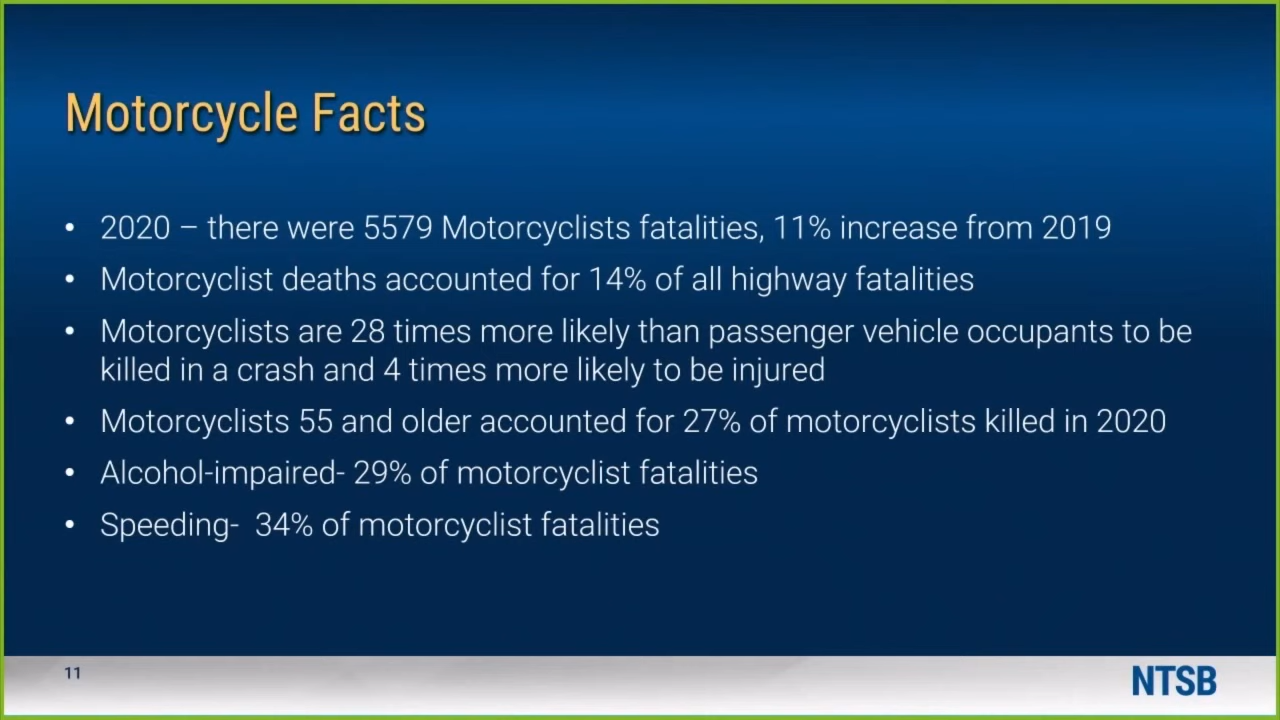 Motorcycle Facts
• 2020 – there were 5579 Motorcyclists fatalities, 11% increase from 2019
• Motorcyclist deaths accounted for 14% of all highway fatalities
• Motorcyclists are 28 times more likely than passenger vehicle occupants to be
killed in a crash and 4 times more likely to be injured
• Motorcyclists 55 and older accounted for 27% of motorcyclists killed in 2020
• Alcohol-impaired- 29% of motorcyclist fatalities
• Speeding-  34% of motorcyclist fatalities
11
NTSB